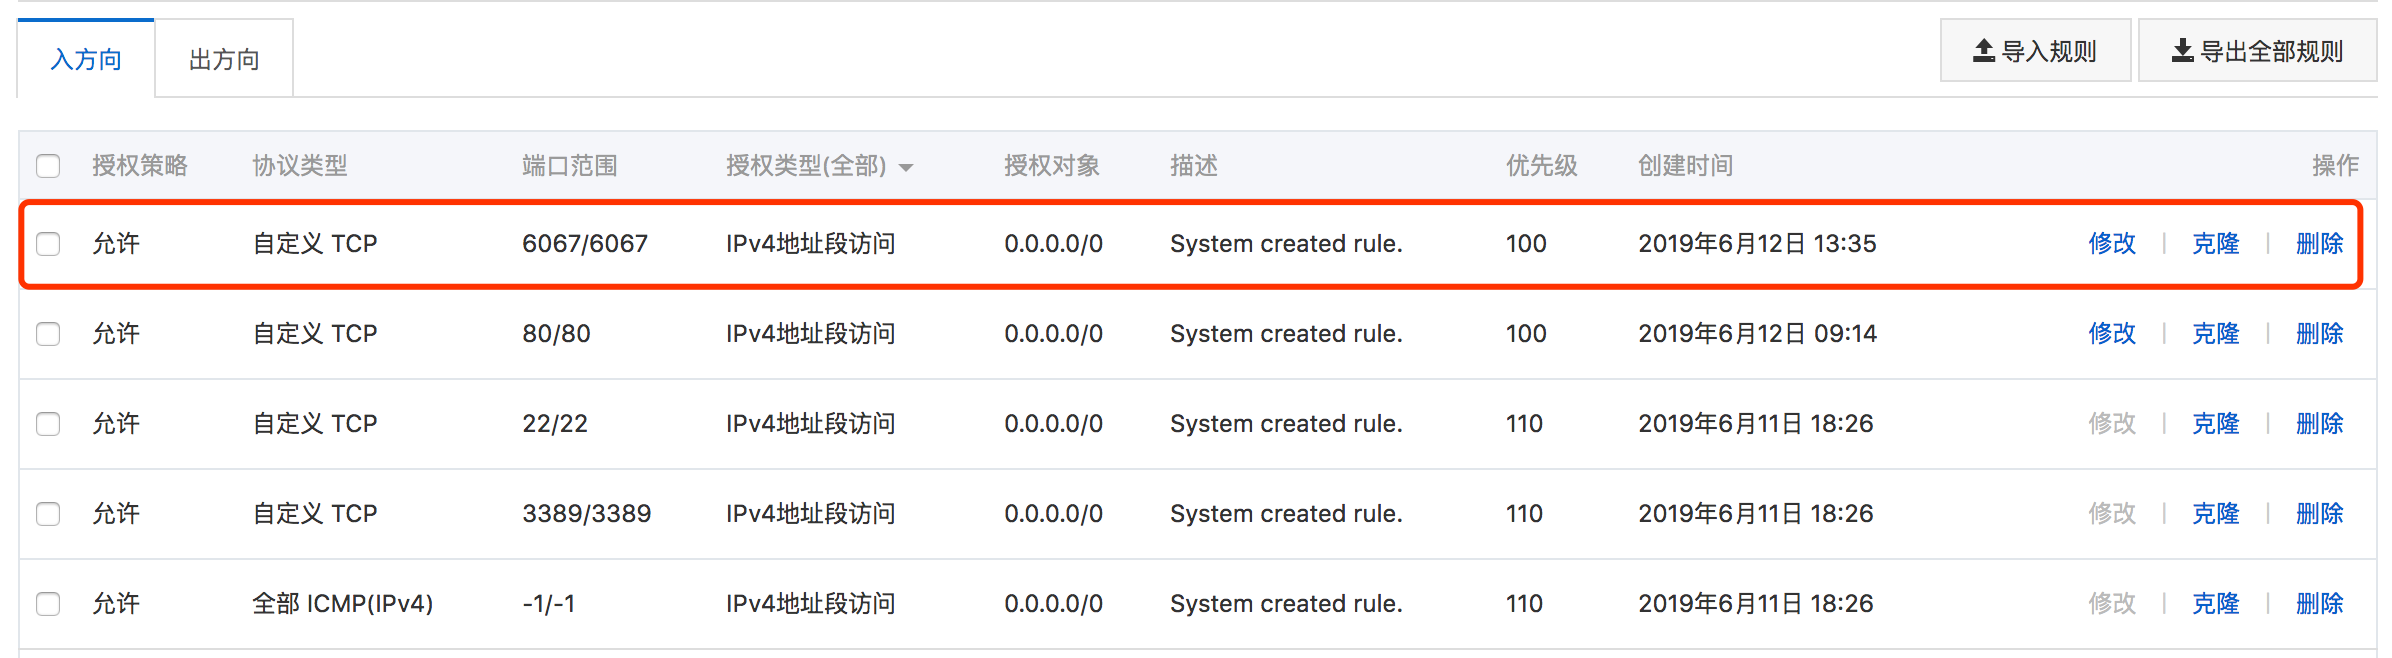 入方向 出方向 导入规则 导出全部规则
授权策略 协议类型 端口范围 授权类型(全部) 授权对象 描述 优先级 创建时间 操作
允许 自定义 TCP 6067/6067 IPv4地址段访问 0.0.0.0/0 System created rule. 100 2019年6月12日 13:35 修改 | 克隆 | 删除
允许 自定义 TCP 80/80 IPv4地址段访问 0.0.0.0/0 System created rule. 100 2019年6月12日 09:14 修改 | 克隆 | 删除
允许 自定义 TCP 22/22 IPv4地址段访问 0.0.0.0/0 System created rule. 110 2019年6月11日 18:26 修改 | 克隆 | 删除
允许 自定义 TCP 3389/3389 IPv4地址段访问 0.0.0.0/0 System created rule. 110 2019年6月11日 18:26 修改 | 克隆 | 删除
允许 全部 ICMP(IPv4) -1/-1 IPv4地址段访问 0.0.0.0/0 System created rule. 110 2019年6月11日 18:26 修改 | 克隆 | 删除